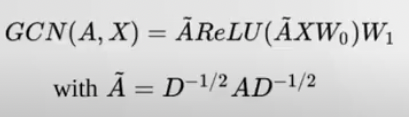 GCN(A, X) = ÃReLU(ÃXW₀)W₁
with Ã = D⁻¹/² AD⁻¹/²